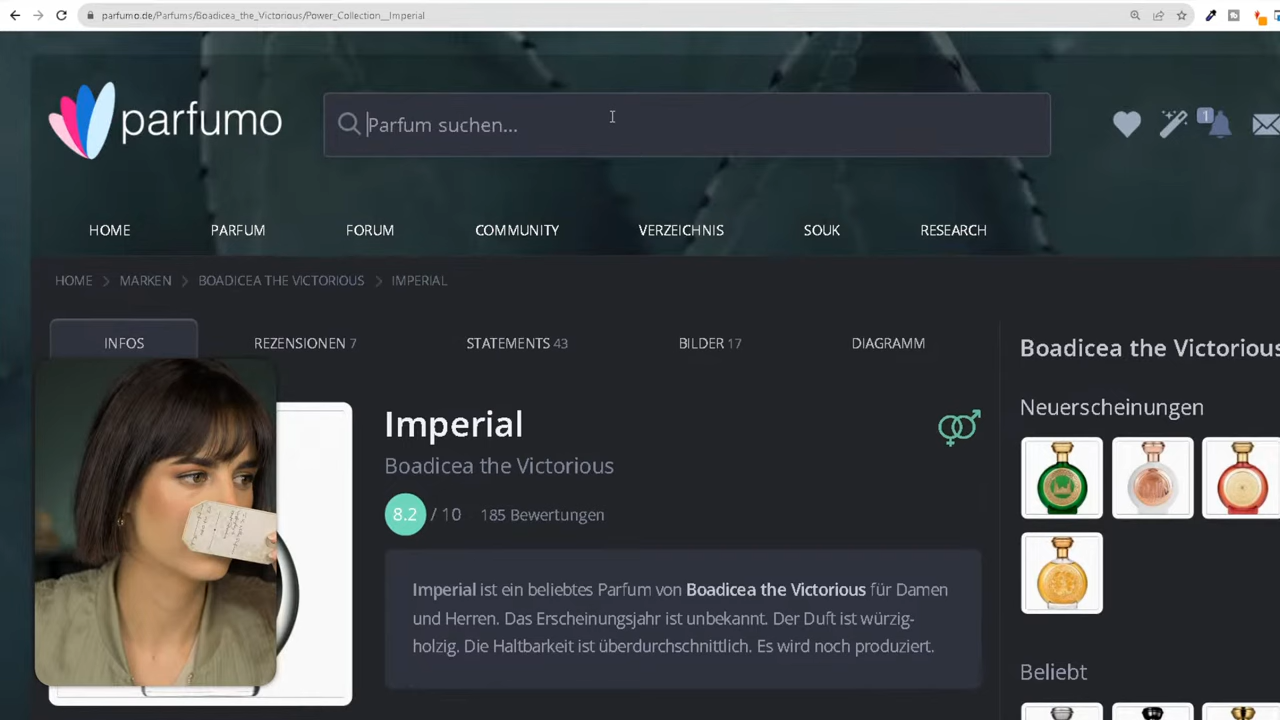 parfumo.de/Parfums/Boadicea_the_Victorious/Power_Collection__Imperial
parfumo
Parfum suchen...
1
HOME
PARFUM
FORUM
COMMUNITY
VERZEICHNIS
SOUK
RESEARCH
HOME
MARKEN
BOADICEA THE VICTORIOUS
IMPERIAL
INFOS
REZENSIONEN 7
STATEMENTS 43
BILDER 17
DIAGRAMM
Imperial
Boadicea the Victorious
8.2 / 10 185 Bewertungen
Imperial ist ein beliebtes Parfum von Boadicea the Victorious für Damen
und Herren. Das Erscheinungsjahr ist unbekannt. Der Duft ist würzig-
holzig. Die Haltbarkeit ist überdurchschnittlich. Es wird noch produziert.
Boadicea the Victorious
Neuerscheinungen
Beliebt